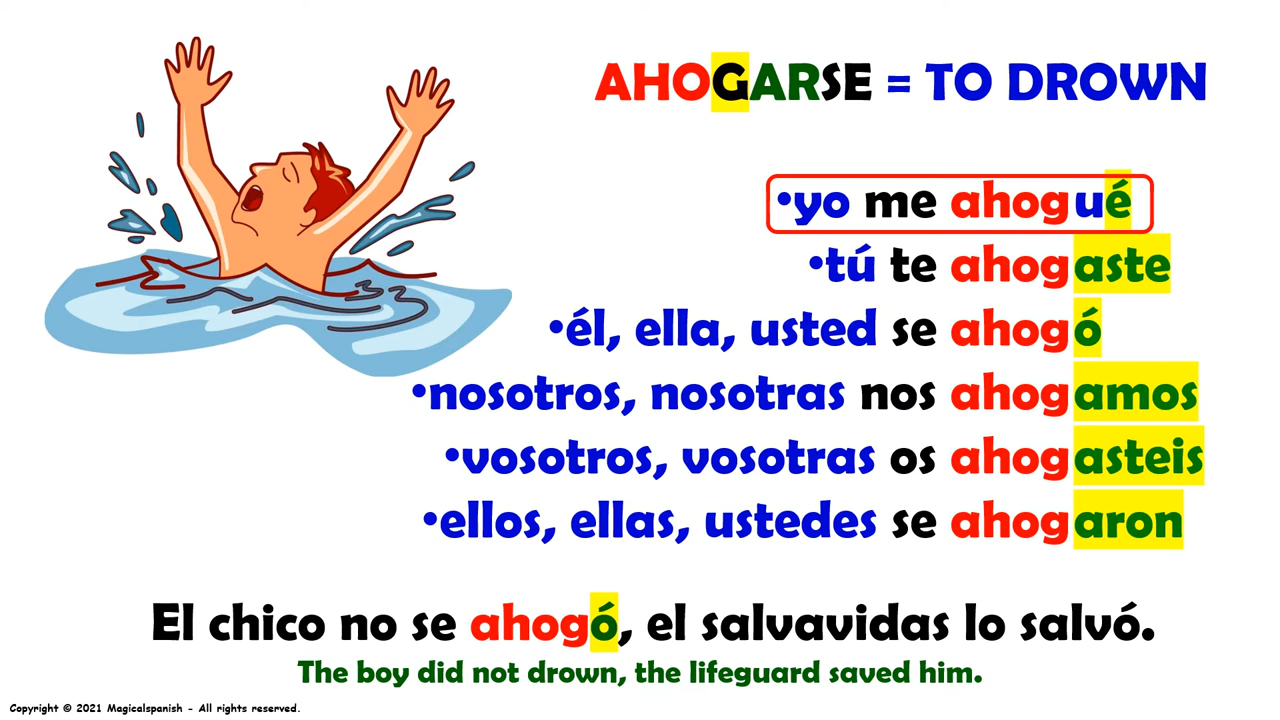 AHOGARSE = TO DROWN
•yo me ahogué
•tú te ahogaste
•él, ella, usted se ahogó
•nosotros, nosotras nos ahogamos
•vosotros, vosotras os ahogasteis
•ellos, ellas, ustedes se ahogaron
El chico no se ahogó, el salvavidas lo salvó.
The boy did not drown, the lifeguard saved him.
Copyright © 2021 Magicalspanish - All rights reserved.